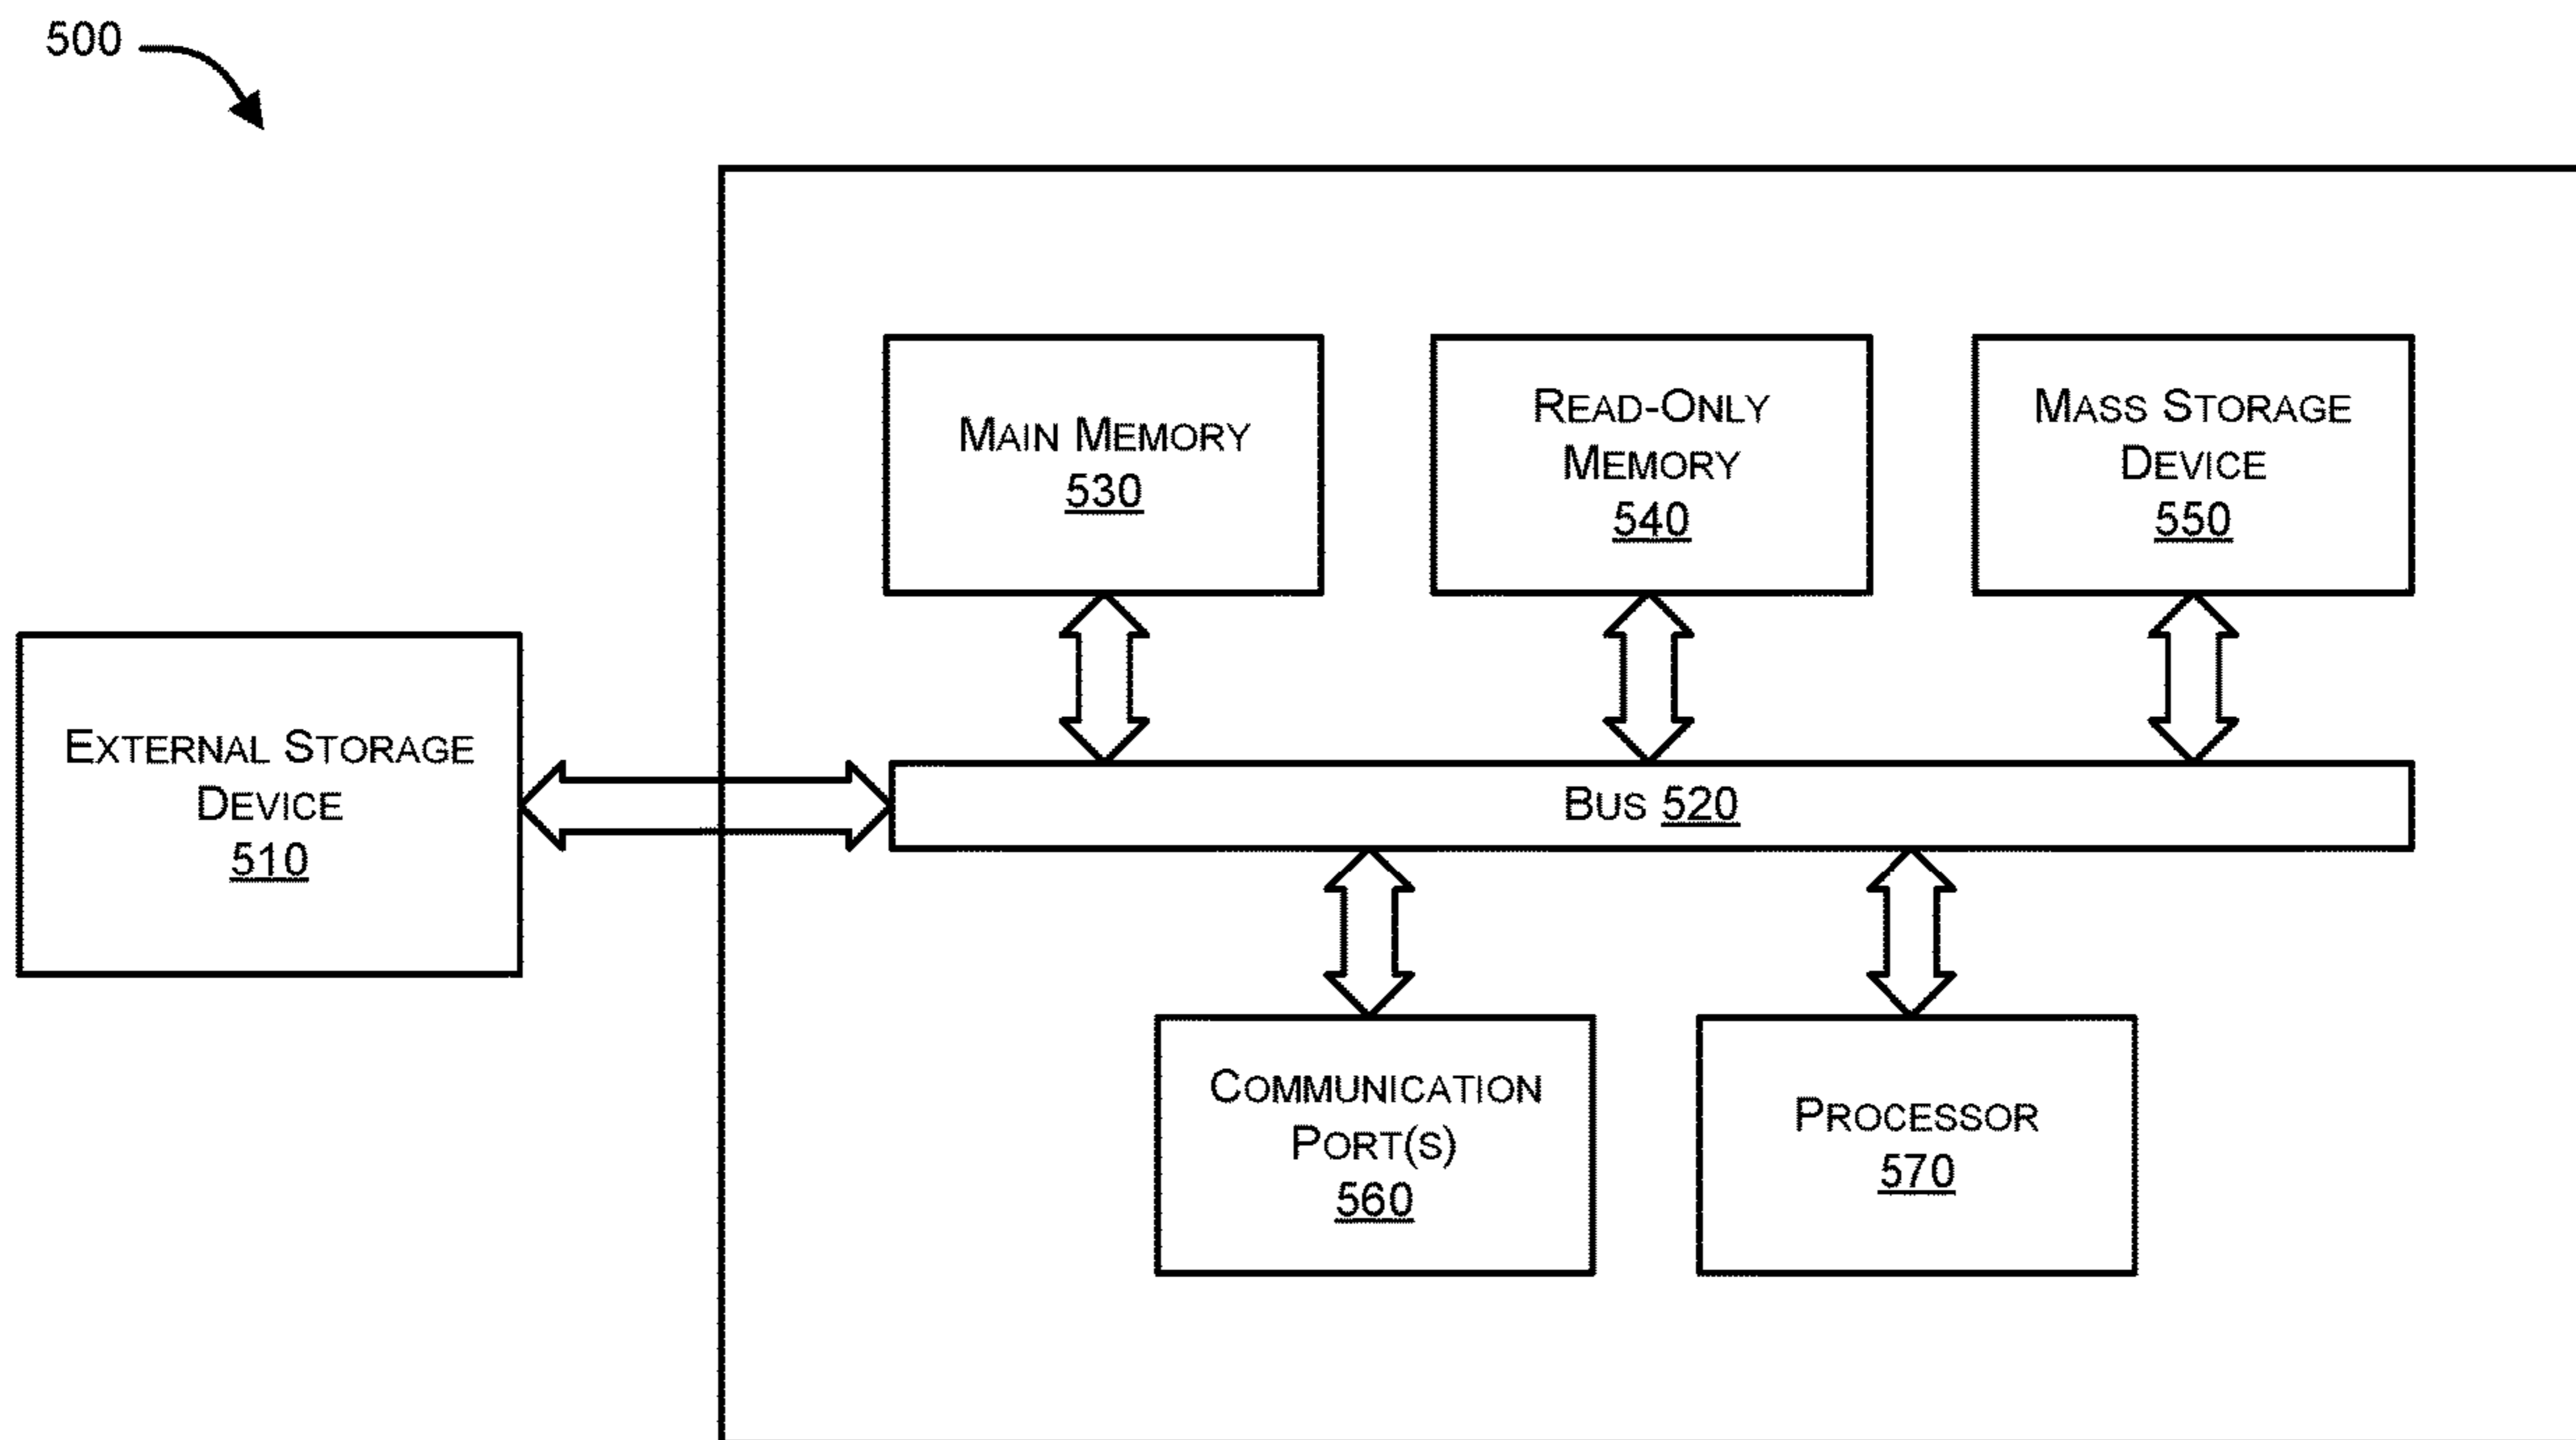 500
MAIN MEMORY
530
READ-ONLY
MEMORY
540
MASS STORAGE
DEVICE
550
EXTERNAL STORAGE
DEVICE
510
BUS 520
COMMUNICATION
PORT(S)
560
PROCESSOR
570